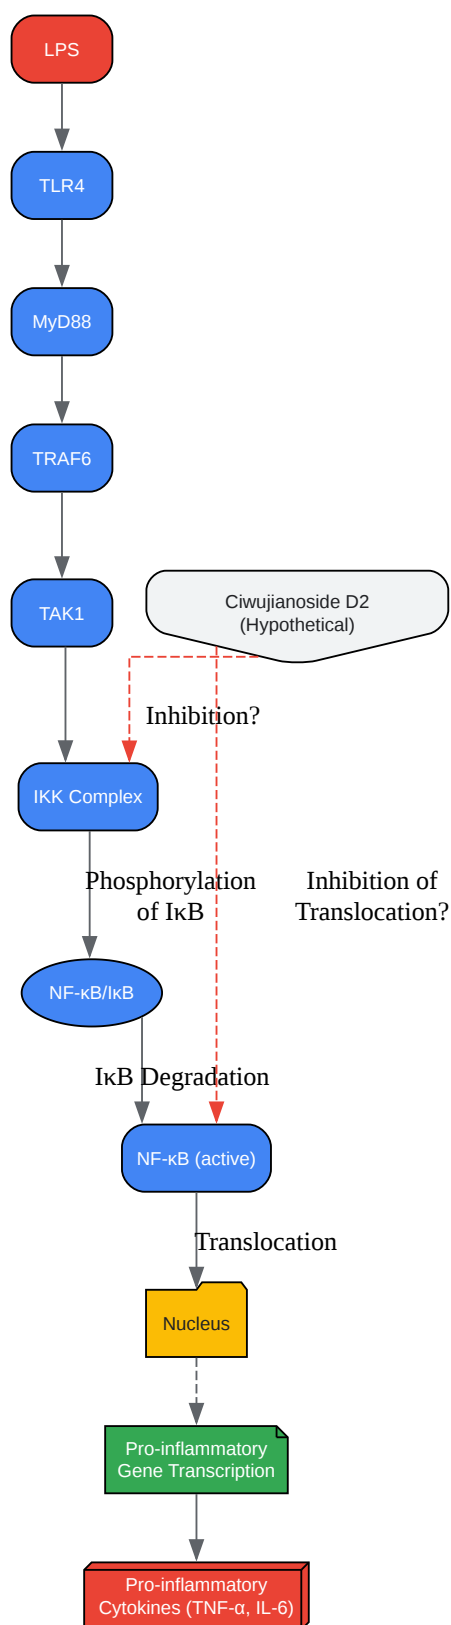 LPS
TLR4
MyD88
TRAF6
TAK1
Ciwujianoside D2
(Hypothetical)
Inhibition?
IKK Complex
Phosphorylation
of IκB
Inhibition of
Translocation?
NF-κB/IκB
IκB Degradation
NF-κB (active)
Translocation
Nucleus
Pro-inflammatory
Gene Transcription
Pro-inflammatory
Cytokines (TNF-α, IL-6)